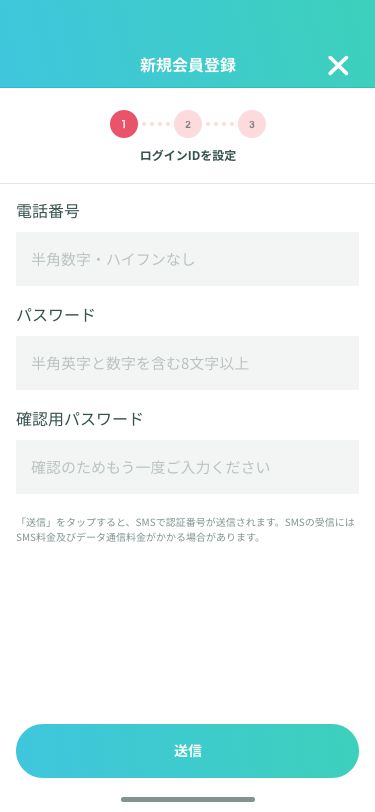 新規会員登録
1 2 3
ログインIDを設定
電話番号
半角数字・ハイフンなし
パスワード
半角英字と数字を含む8文字以上
確認用パスワード
確認のためもう一度ご入力ください
「送信」をタップすると、SMSで認証番号が送信されます。SMSの受信には
SMS料金及びデータ通信料金がかかる場合があります。
送信